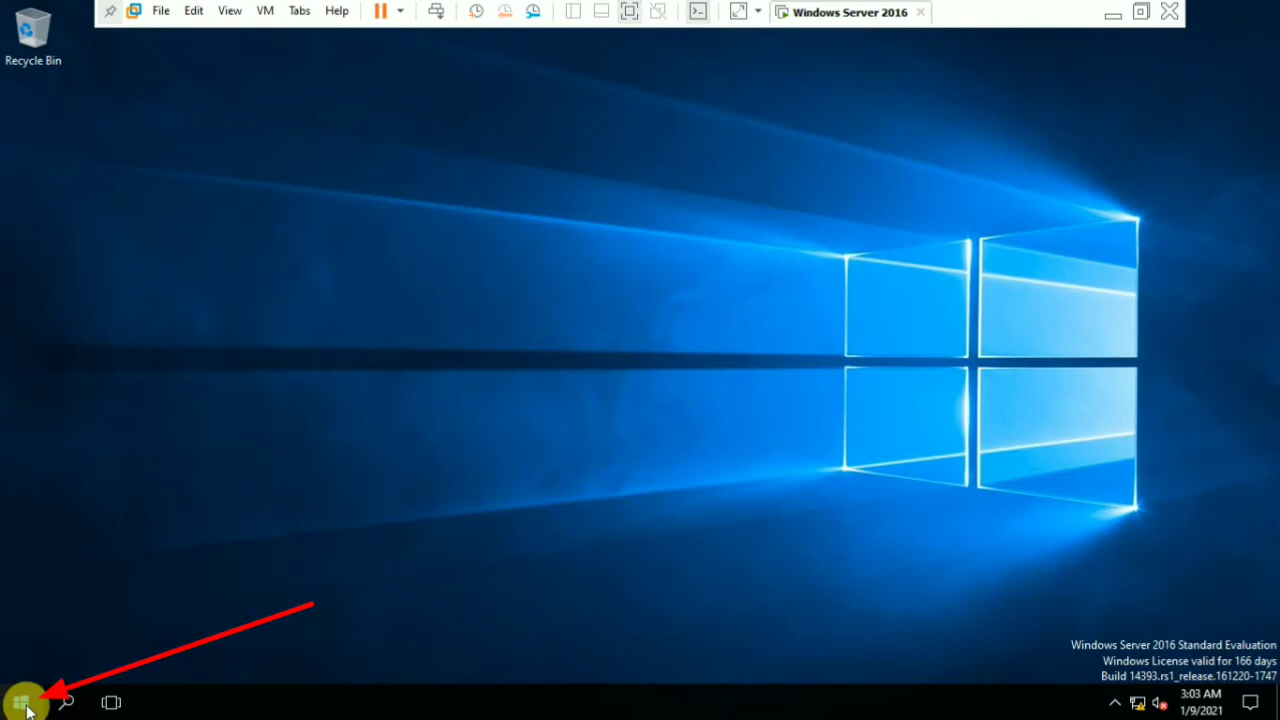 File Edit View VM Tabs Help
Windows Server 2016
Recycle Bin
Windows Server 2016 Standard Evaluation
Windows License valid for 166 days
Build 14393.rs1_release.161220-1747
3:03 AM
1/9/2021